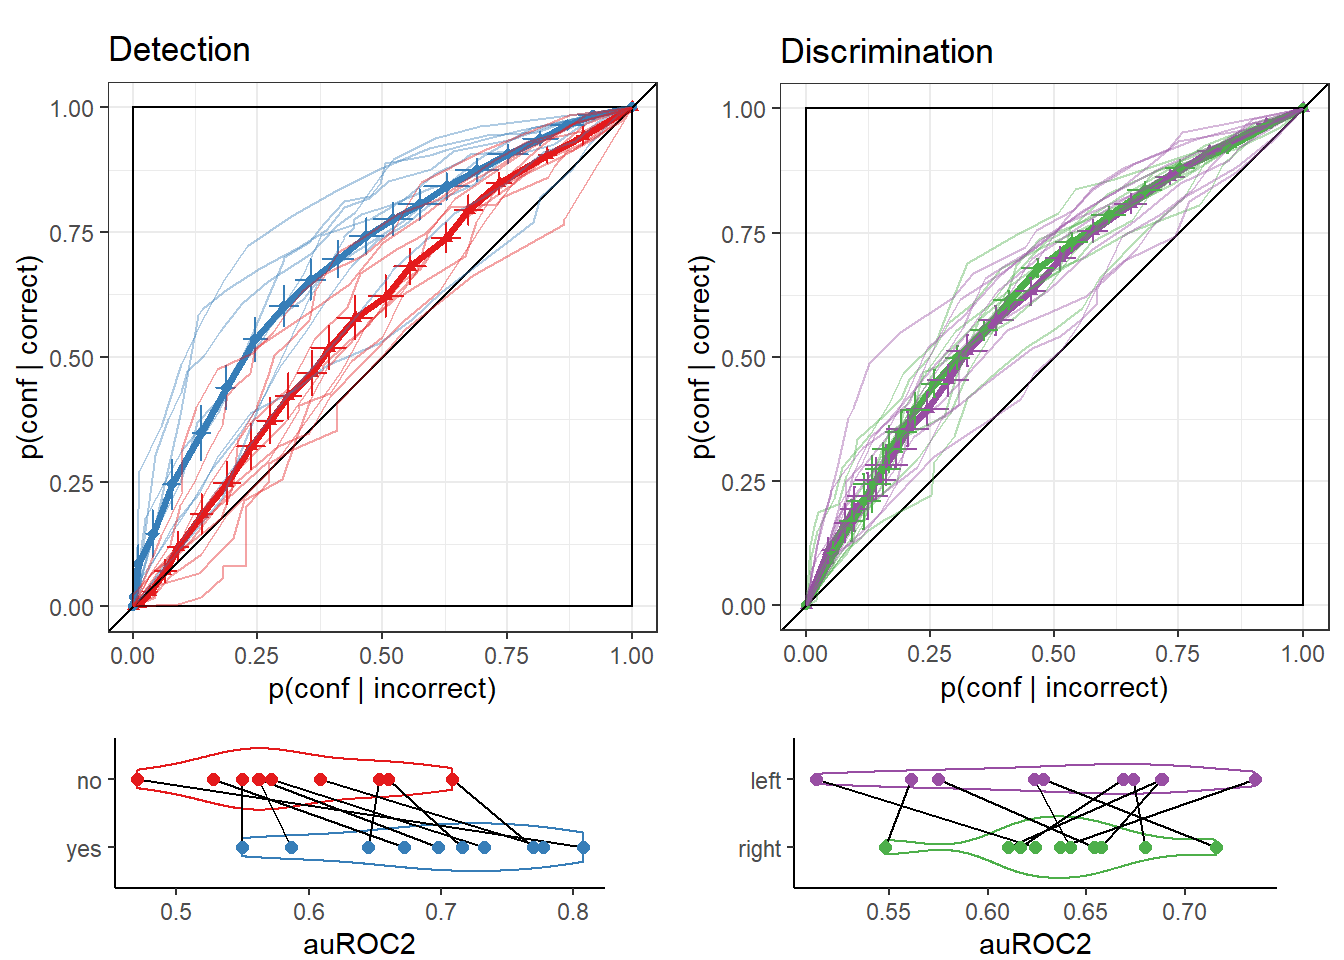 Detection
1.00
0.75
0.50
0.25
0.00
p(conf | correct)
0.00 0.25 0.50 0.75 1.00
p(conf | incorrect)
no
yes
0.5 0.6 0.7 0.8
auROC2
Discrimination
1.00
0.75
0.50
0.25
0.00
p(conf | correct)
0.00 0.25 0.50 0.75 1.00
p(conf | incorrect)
left
right
0.55 0.60 0.65 0.70
auROC2